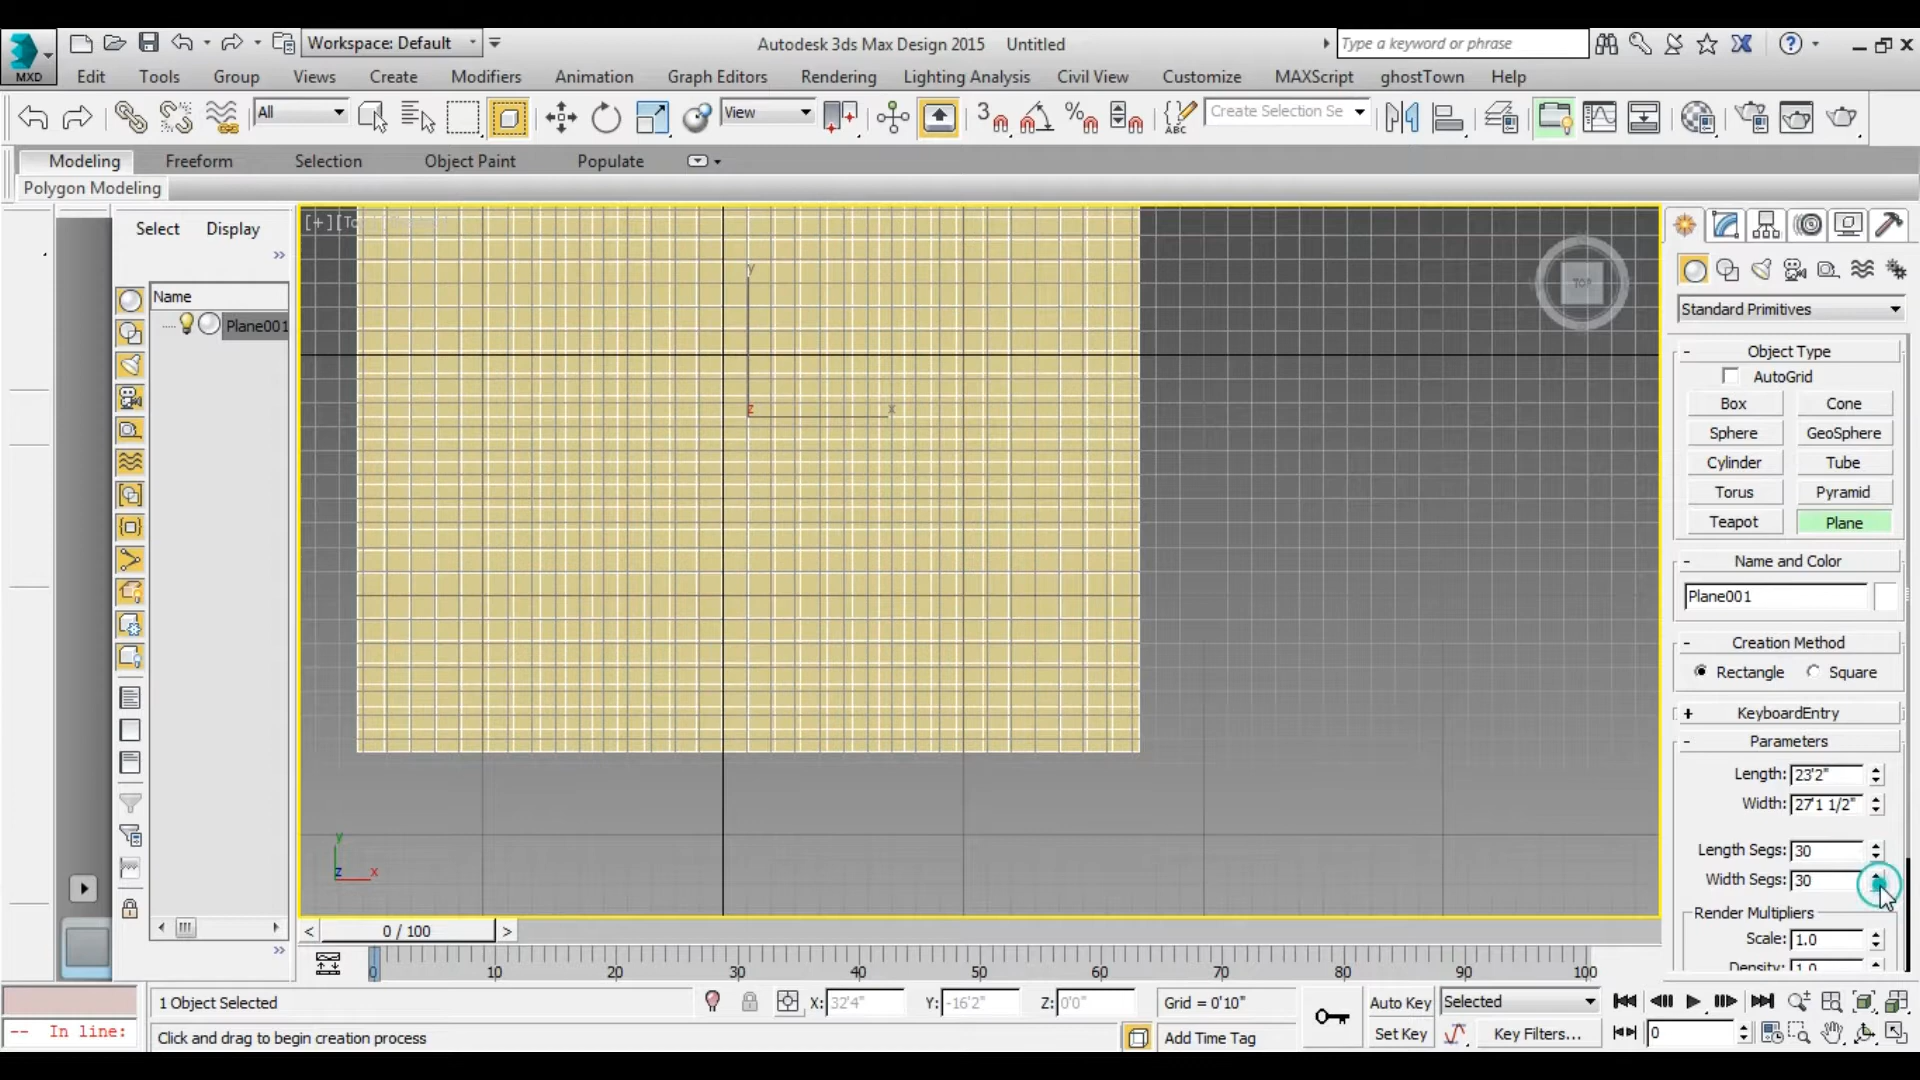 MXD
Workspace: Default
Autodesk 3ds Max Design 2015 Untitled
Type a keyword or phrase
Edit Tools Group Views Create Modifiers Animation Graph Editors Rendering Lighting Analysis Civil View Customize MAXScript ghostTown Help
All
View
3
Create Selection Se
ABC
Modeling Freeform Selection Object Paint Populate
Polygon Modeling
Select Display
Name
Plane001
[+]
y
z x
TOP
y
z x
Standard Primitives
- Object Type
AutoGrid
Box Cone
Sphere GeoSphere
Cylinder Tube
Torus Pyramid
Teapot Plane
- Name and Color
Plane001
- Creation Method
Rectangle Square
+ KeyboardEntry
- Parameters
Length: 23'2"
Width: 27'1 1/2"
Length Segs: 30
Width Segs: 30
Render Multipliers
Scale: 1.0
Density: 1.0
< 0 / 100 >
0 10 20 30 40 50 60 70 80 90 100
1 Object Selected
X: 32'4" Y: -16'2" Z: 0'0" Grid = 0'10"
Auto Key Selected
-- In line:
Click and drag to begin creation process
Add Time Tag
Set Key Key Filters...
0